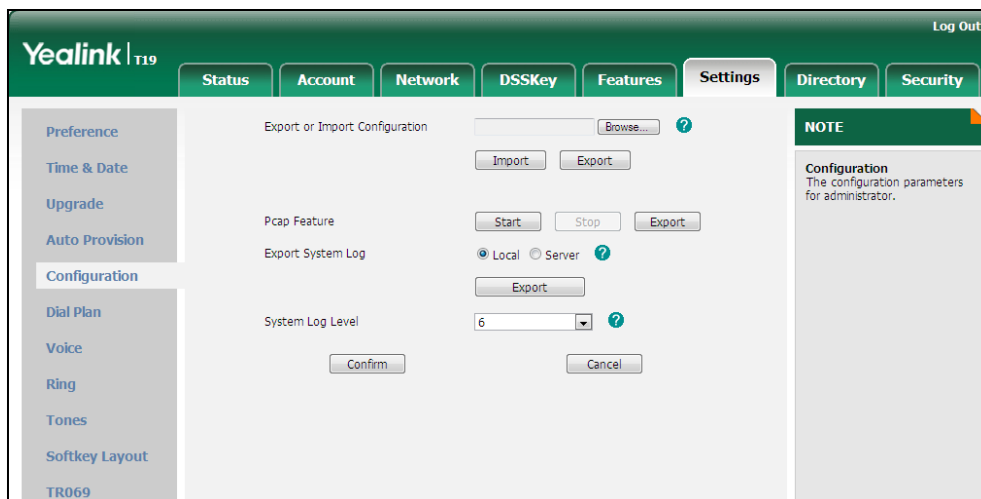 Log Out
Yealink | T19
Status Account Network DSSKey Features Settings Directory Security
Preference
Time & Date
Upgrade
Auto Provision
Configuration
Dial Plan
Voice
Ring
Tones
Softkey Layout
TR069
Export or Import Configuration Browse... ?
Import Export
Pcap Feature Start Stop Export
Export System Log Local Server ?
Export
System Log Level 6 ?
Confirm Cancel
NOTE
Configuration
The configuration parameters
for administrator.